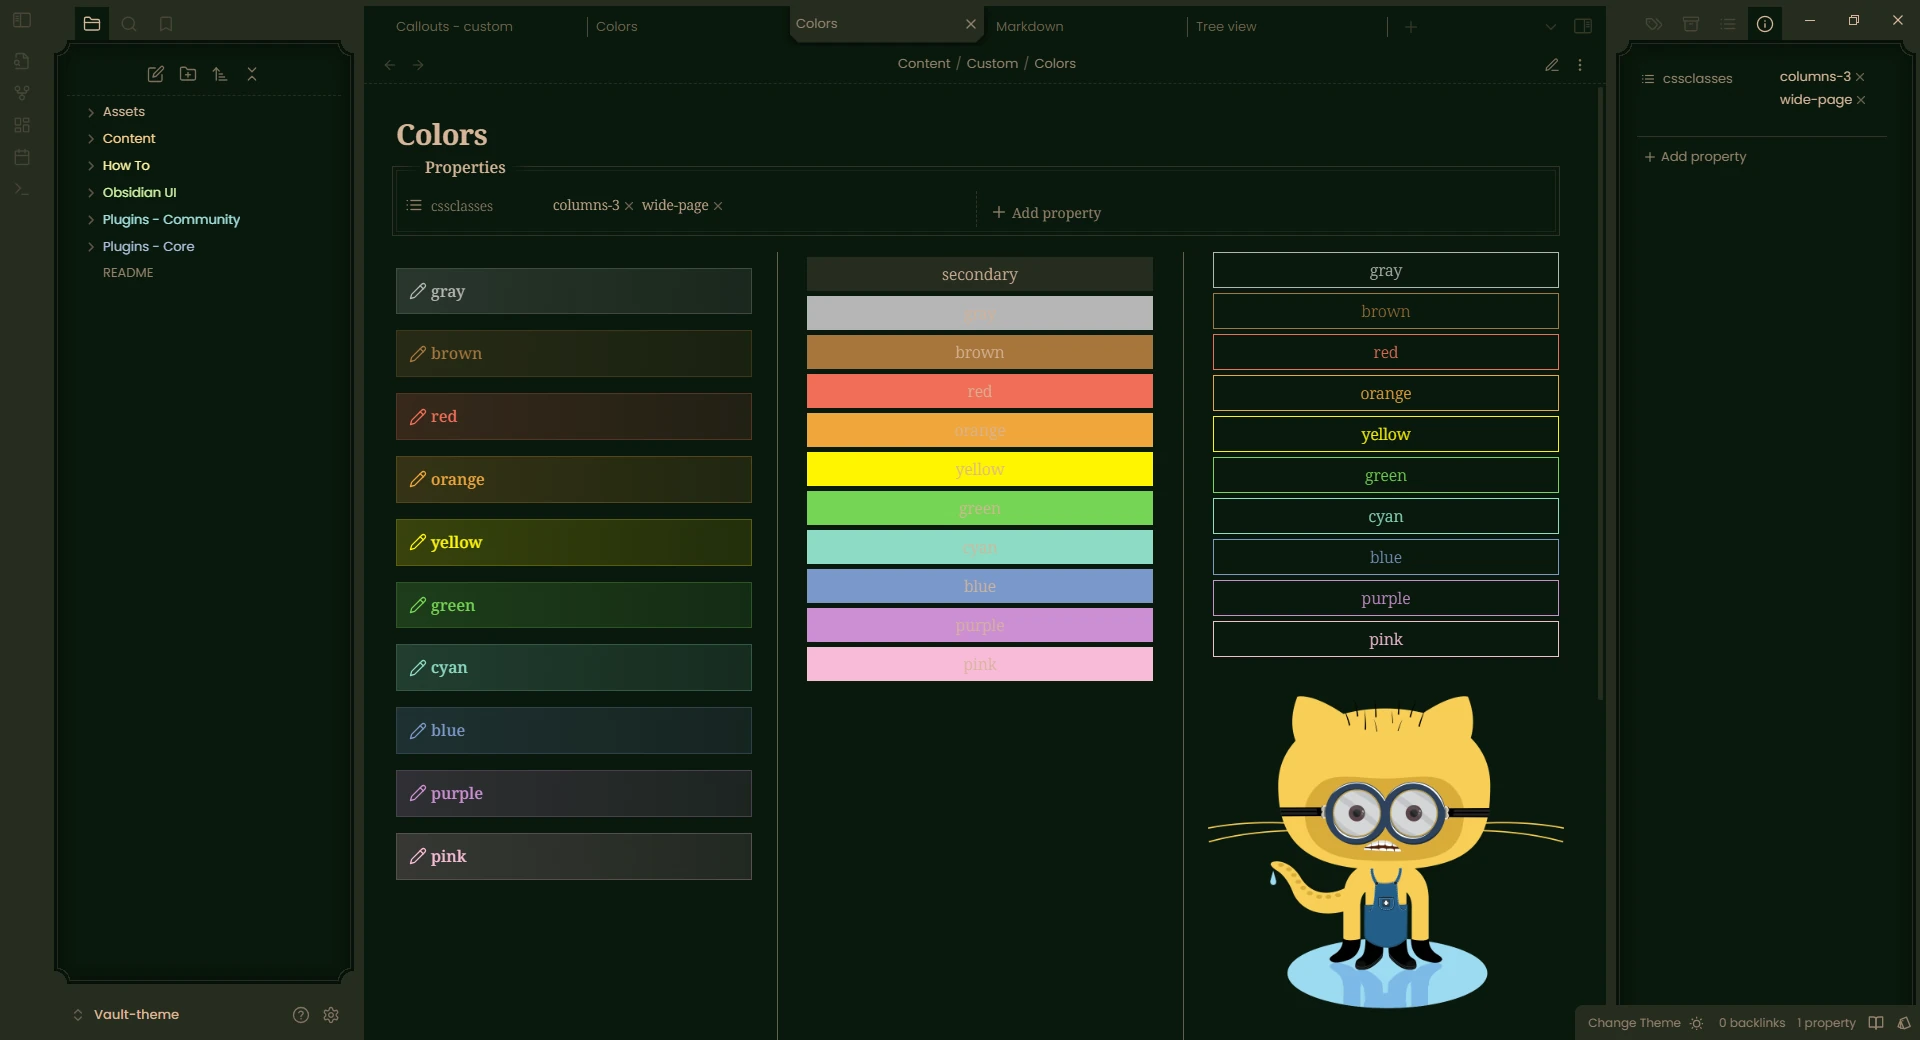 Callouts - custom
Colors
Colors
Markdown
Tree view
Content / Custom / Colors
Assets
Content
How To
Obsidian UI
Plugins - Community
Plugins - Core
README
Vault-theme
Colors
Properties
cssclasses
columns-3
wide-page
Add property
gray
brown
red
orange
yellow
green
cyan
blue
purple
pink
secondary
gray
brown
red
orange
yellow
green
cyan
blue
purple
pink
gray
brown
red
orange
yellow
green
cyan
blue
purple
pink
cssclasses
columns-3
wide-page
Add property
Change Theme
0 backlinks
1 property